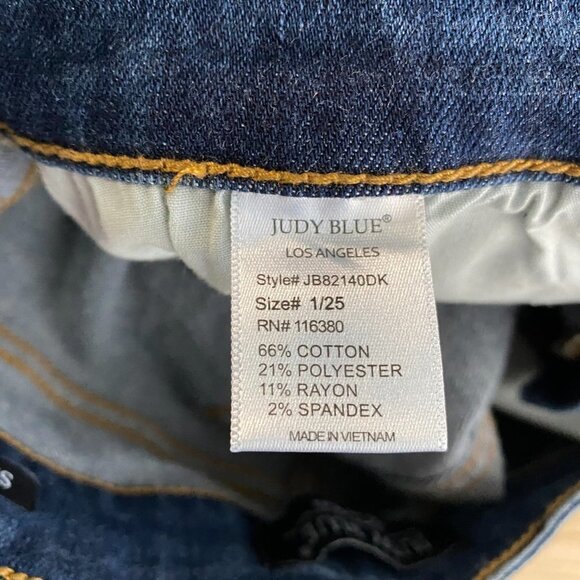 JUDY BLUE®
LOS ANGELES
Style# JB82140DK
Size# 1/25
RN# 116380
66% COTTON
21% POLYESTER
11% RAYON
2% SPANDEX
MADE IN VIETNAM